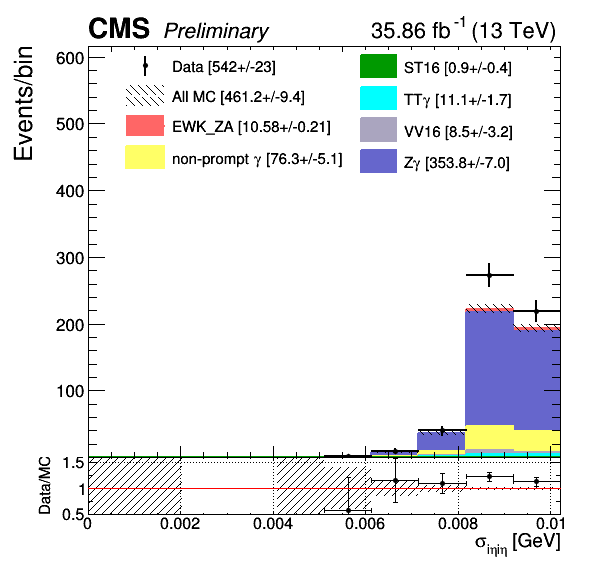 CMS Preliminary 35.86 fb⁻¹ (13 TeV)
Events/bin
600
500
400
300
200
100
Data [542+/-23]
All MC [461.2+/-9.4]
EWK_ZA [10.58+/-0.21]
non-prompt γ [76.3+/-5.1]
ST16 [0.9+/-0.4]
TTγ [11.1+/-1.7]
VV16 [8.5+/-3.2]
Zγ [353.8+/-7.0]
Data/MC
1.5
1
0.5
0 0.002 0.004 0.006 0.008 0.01
σiηiη [GeV]